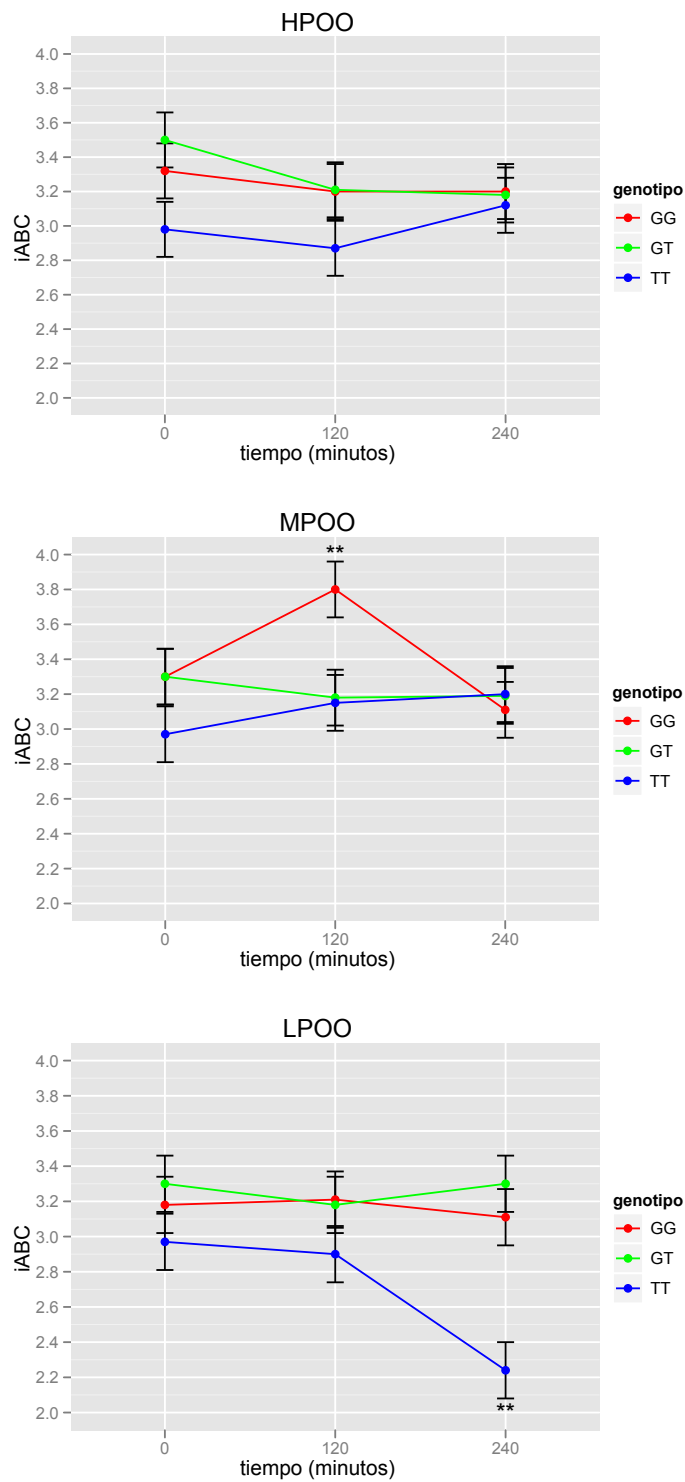 HPOO
4.0
3.8
3.6
3.4
3.2
3.0
2.8
2.6
2.4
2.2
2.0
iABC
0 120 240
tiempo (minutos)
genotipo
GG
GT
TT
MPOO
**
4.0
3.8
3.6
3.4
3.2
3.0
2.8
2.6
2.4
2.2
2.0
iABC
0 120 240
tiempo (minutos)
genotipo
GG
GT
TT
LPOO
4.0
3.8
3.6
3.4
3.2
3.0
2.8
2.6
2.4
2.2
2.0
iABC
**
0 120 240
tiempo (minutos)
genotipo
GG
GT
TT